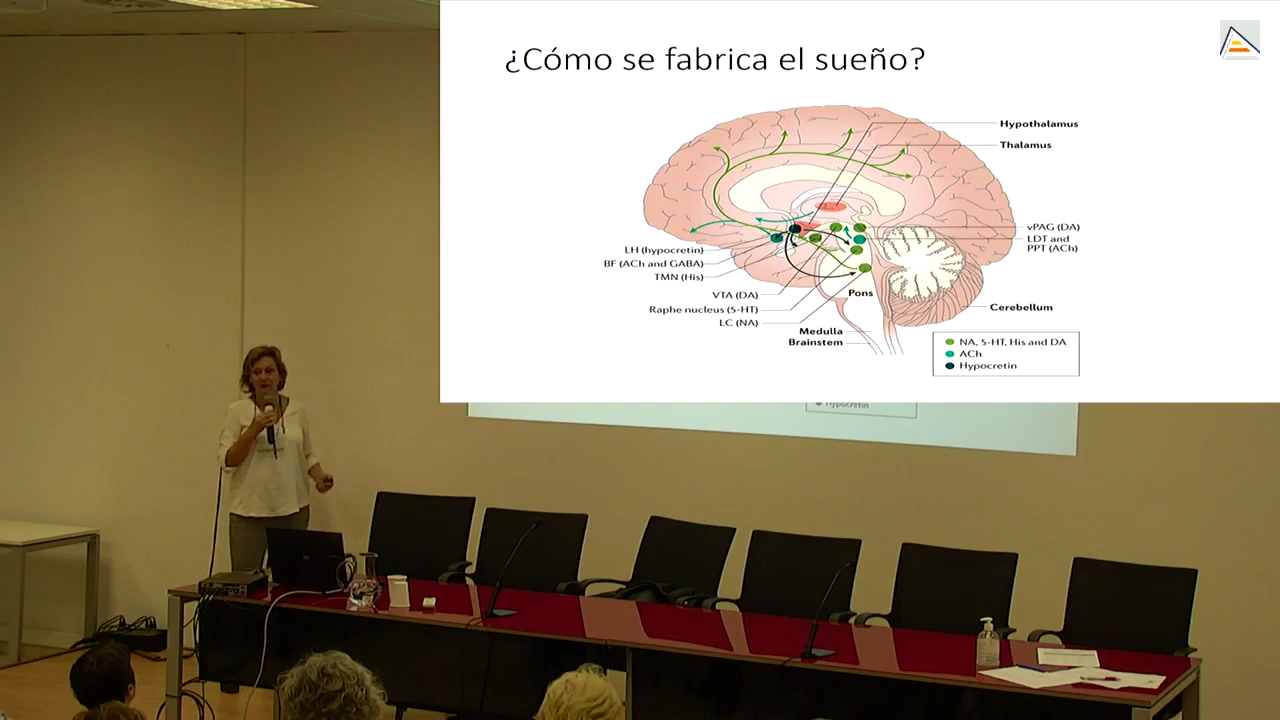 ¿Cómo se fabrica el sueño?
Hypothalamus
Thalamus
vPAG (DA)
LDT and
PPT (ACh)
LH (hypocretin)
BF (ACh and GABA)
TMN (His)
VTA (DA)
Raphe nucleus (5-HT)
LC (NA)
Pons
Medulla
Brainstem
Cerebellum
NA, 5-HT, His and DA
ACh
Hypocretin
Hypocretin